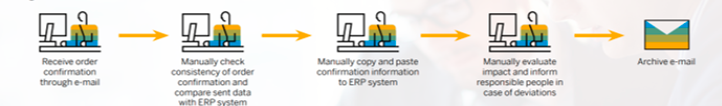 Receive order
confirmation
through e-mail
Manually check
consistency of order
confirmation and
compare sent data
with ERP system
Manually copy and paste
confirmation information
to ERP system
Manually evaluate
impact and inform
responsible people in
case of deviations
Archive e-mail